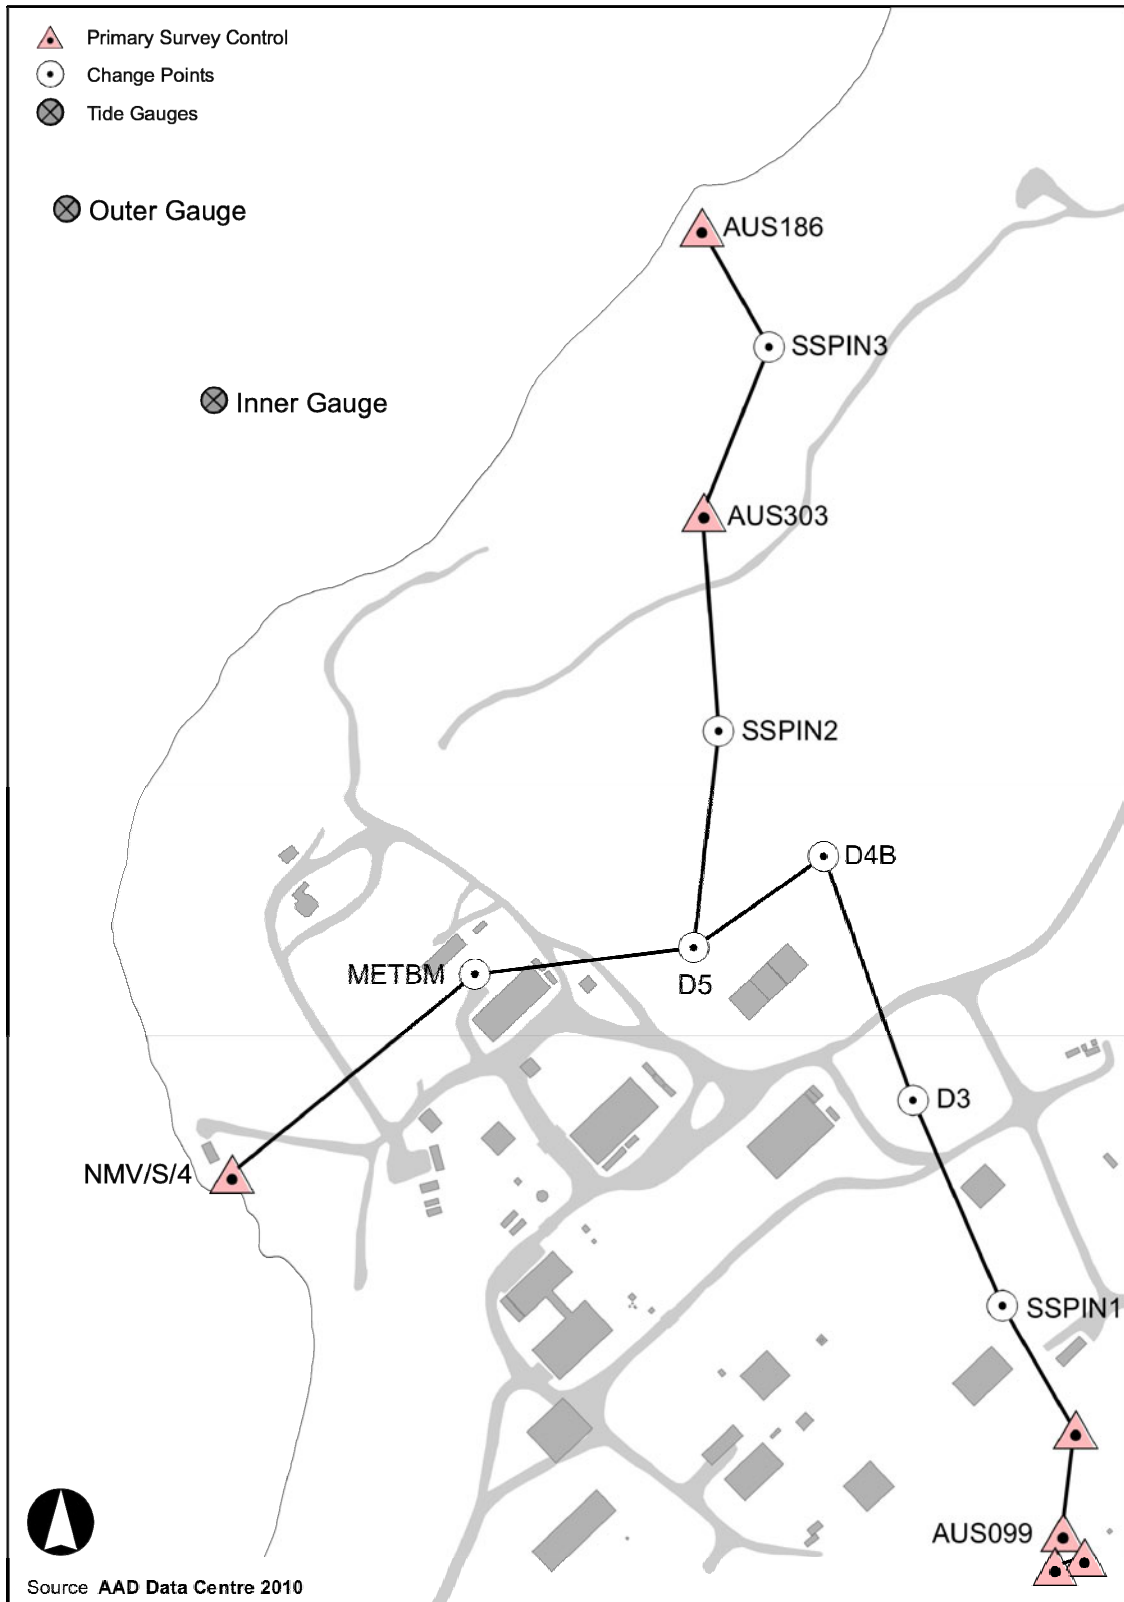 Primary Survey Control
Change Points
Tide Gauges
Outer Gauge
AUS186
SSPIN3
Inner Gauge
AUS303
SSPIN2
D4B
METBM
D5
D3
NMV/S/4
SSPIN1
AUS099
Source AAD Data Centre 2010